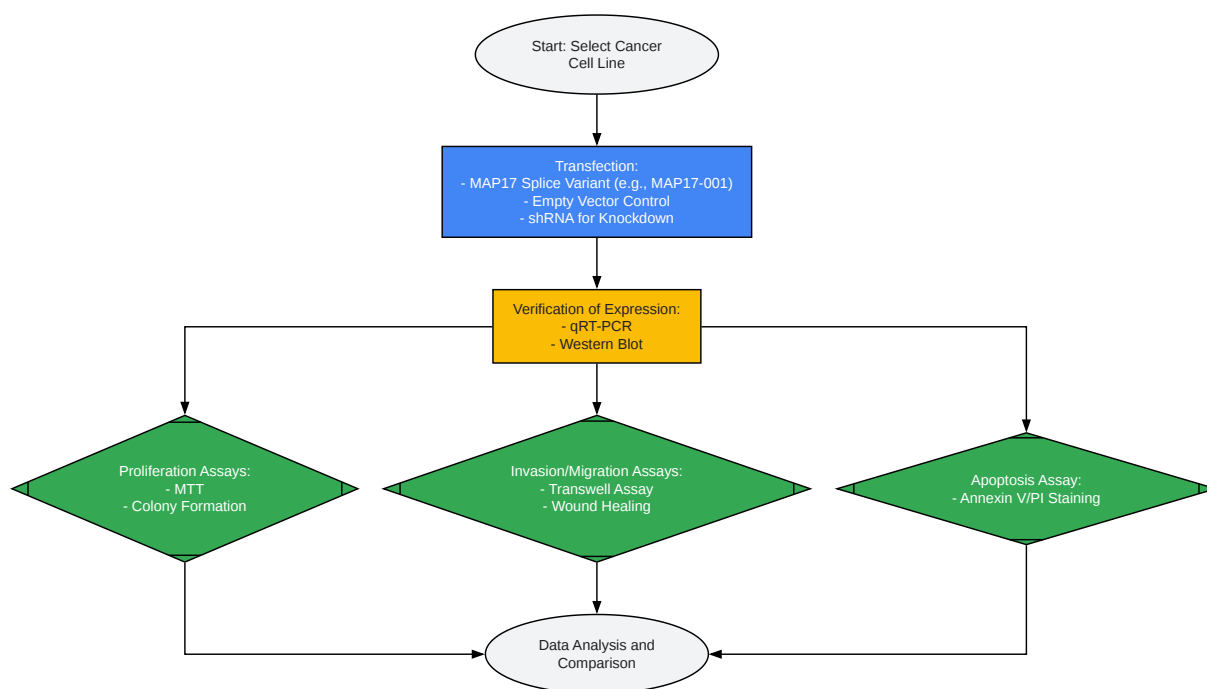 Start: Select Cancer
Cell Line
Transfection:
- MAP17 Splice Variant (e.g., MAP17-001)
- Empty Vector Control
- shRNA for Knockdown
Verification of Expression:
- qRT-PCR
- Western Blot
Proliferation Assays:
- MTT
- Colony Formation
Invasion/Migration Assays:
- Transwell Assay
- Wound Healing
Apoptosis Assay:
- Annexin V/PI Staining
Data Analysis and
Comparison